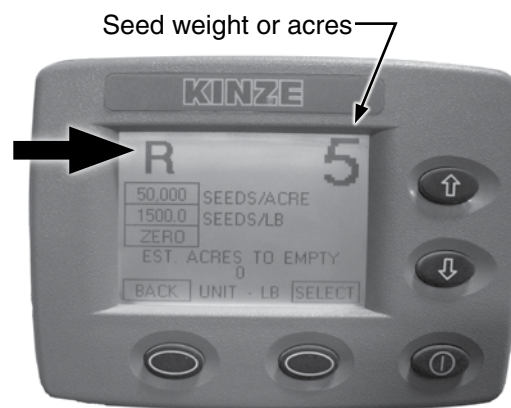 Seed weight or acres
KINZE
R 5
50,000 SEEDS/ACRE
1500.0 SEEDS/LB
ZERO
EST. ACRES TO EMPTY
0
BACK UNIT - LB SELECT